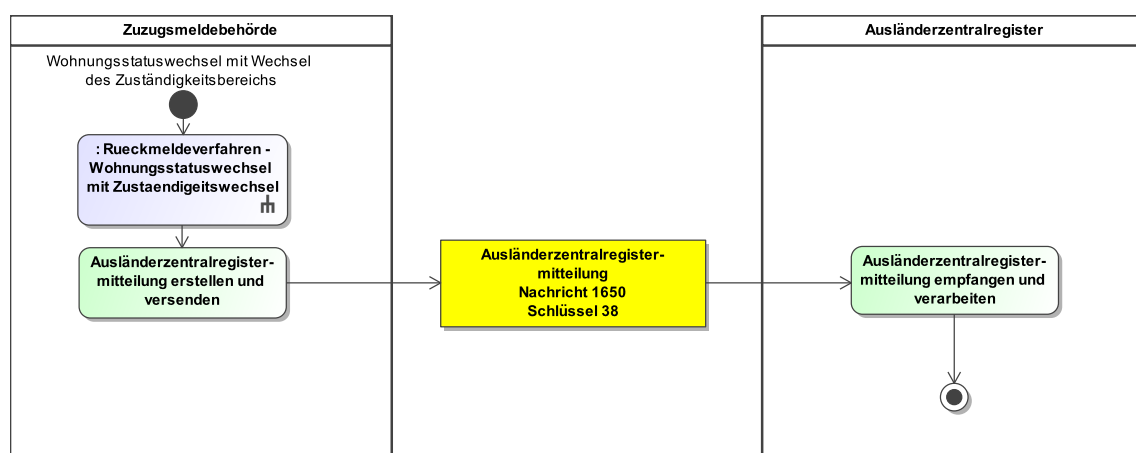 Zuzugsmeldebehörde
Ausländerzentralregister
Wohnungsstatuswechsel mit Wechsel
des Zuständigkeitsbereichs
: Rueckmeldeverfahren -
Wohnungsstatuswechsel
mit Zustaendigeitswechsel
Ausländerzentralregister-
mitteilung erstellen und
versenden
Ausländerzentralregister-
mitteilung
Nachricht 1650
Schlüssel 38
Ausländerzentralregister-
mitteilung empfangen und
verarbeiten